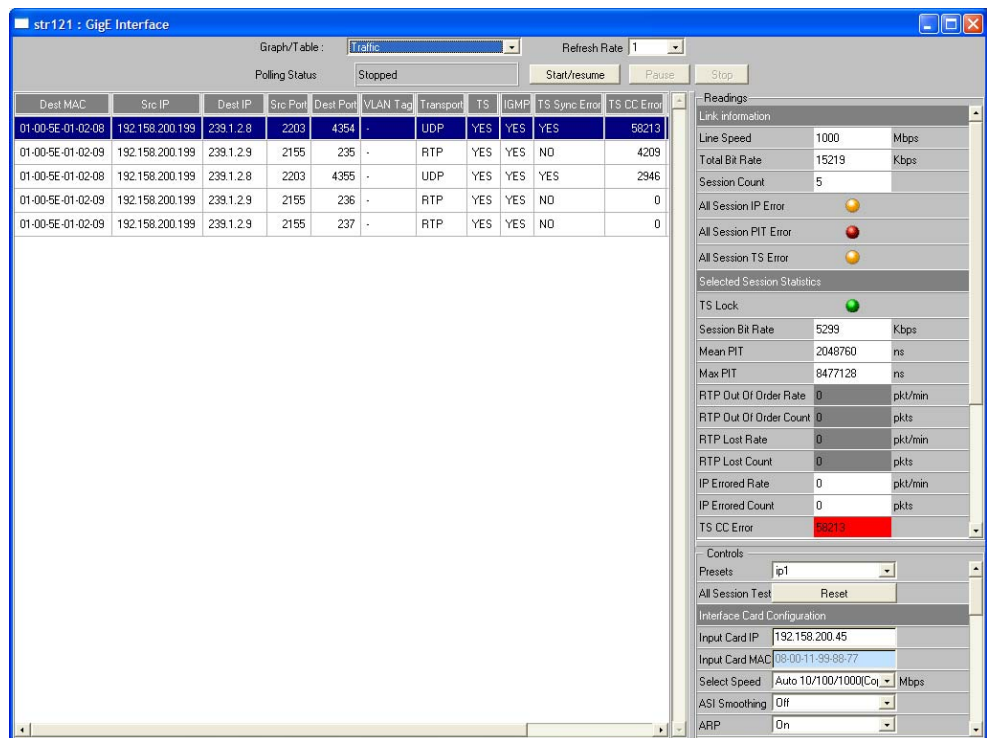 str121 : GigE Interface
Graph/Table : Traffic Refresh Rate 1
Polling Status Stopped Start/resume Pause Stop
Dest MAC Src IP Dest IP Src Port Dest Port VLAN Tag Transport TS IGMP TS Sync Error TS CC Error
01-00-5E-01-02-08 192.158.200.199 239.1.2.8 2203 4354 - UDP YES YES YES 58213
01-00-5E-01-02-09 192.158.200.199 239.1.2.9 2155 235 - RTP YES YES NO 4209
01-00-5E-01-02-08 192.158.200.199 239.1.2.8 2203 4355 - UDP YES YES YES 2946
01-00-5E-01-02-09 192.158.200.199 239.1.2.9 2155 236 - RTP YES YES NO 0
01-00-5E-01-02-09 192.158.200.199 239.1.2.9 2155 237 - RTP YES YES NO 0
Readings
Link information
Line Speed 1000 Mbps
Total Bit Rate 15219 Kbps
Session Count 5
All Session IP Error
All Session PIT Error
All Session TS Error
Selected Session Statistics
TS Lock
Session Bit Rate 5299 Kbps
Mean PIT 2048760 ns
Max PIT 8477128 ns
RTP Out Of Order Rate 0 pkt/min
RTP Out Of Order Count 0 pkts
RTP Lost Rate 0 pkt/min
RTP Lost Count 0 pkts
IP Errored Rate 0 pkt/min
IP Errored Count 0 pkts
TS CC Error 58213
Controls
Presets ip1
All Session Test Reset
Interface Card Configuration
Input Card IP 192.158.200.45
Input Card MAC 08-00-11-99-88-77
Select Speed Auto 10/100/1000(Co Mbps
ASI Smoothing Off
ARP On